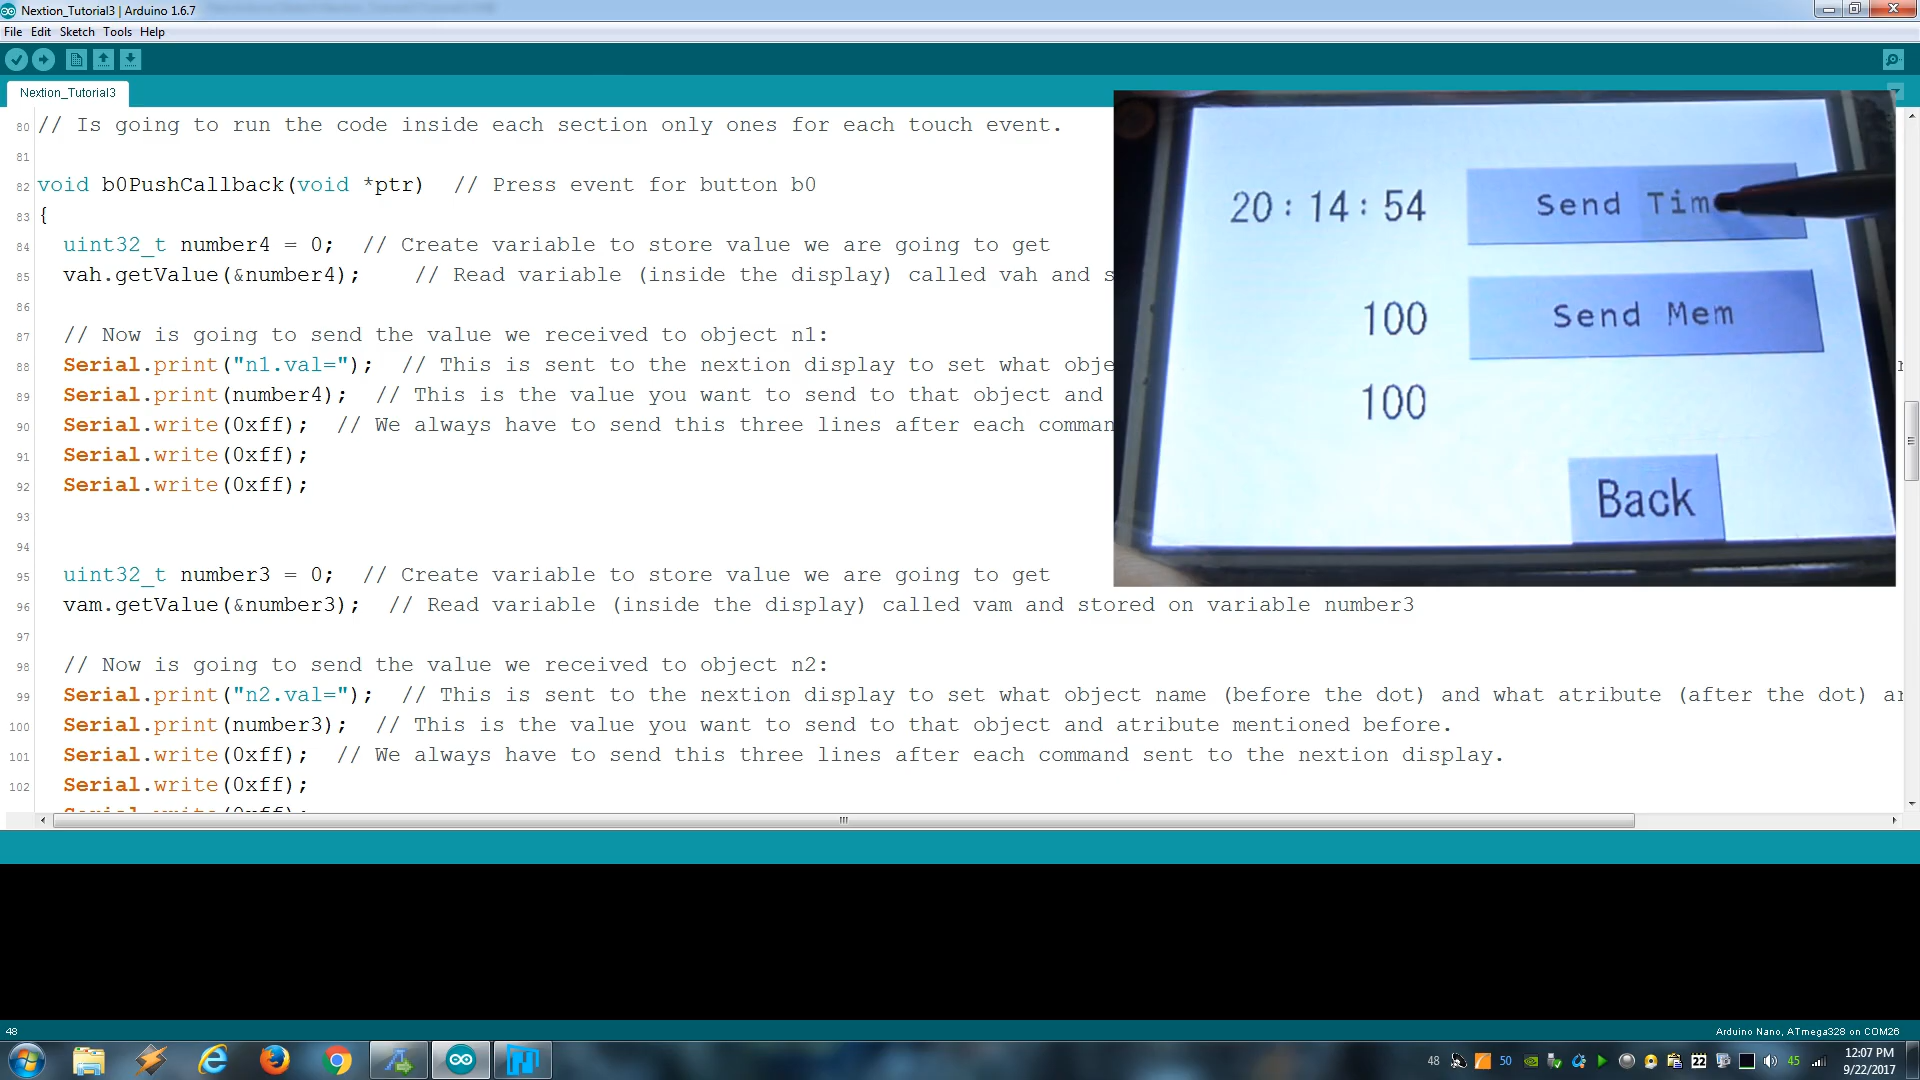 Nextion_Tutorial3 | Arduino 1.6.7
File Edit Sketch Tools Help
Nextion_Tutorial3
80 // Is going to run the code inside each section only ones for each touch event.
81
82 void b0PushCallback(void *ptr)  // Press event for button b0
83 {
84 uint32_t number4 = 0;  // Create variable to store value we are going to get
85 vah.getValue(&number4);    // Read variable (inside the display) called vah and s
86
87 // Now is going to send the value we received to object n1:
88 Serial.print("n1.val=");  // This is sent to the nextion display to set what obje
89 Serial.print(number4);  // This is the value you want to send to that object and
90 Serial.write(0xff);  // We always have to send this three lines after each comman
91 Serial.write(0xff);
92 Serial.write(0xff);
93
94
95 uint32_t number3 = 0;  // Create variable to store value we are going to get
96 vam.getValue(&number3);  // Read variable (inside the display) called vam and stored on variable number3
97
98 // Now is going to send the value we received to object n2:
99 Serial.print("n2.val=");  // This is sent to the nextion display to set what object name (before the dot) and what atribute (after the dot) ar
100 Serial.print(number3);  // This is the value you want to send to that object and atribute mentioned before.
101 Serial.write(0xff);  // We always have to send this three lines after each command sent to the nextion display.
102 Serial.write(0xff);
Serial.write(0xff);
20:14:54
Send Tim
100
Send Mem
100
Back
48
Arduino Nano, ATmega328 on COM26
48 50 22 45
12:07 PM
9/22/2017